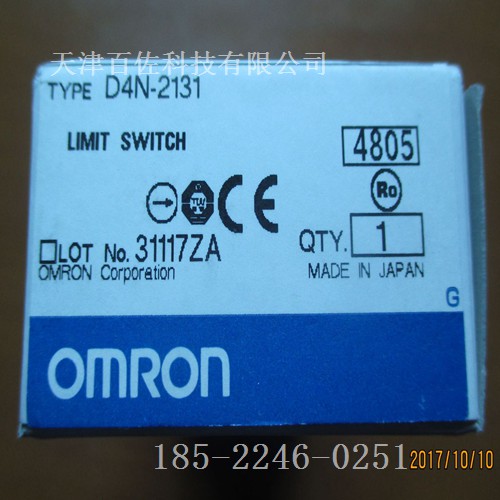 天津百佐科技有限公司
TYPE D4N-2131
LIMIT SWITCH
4805
Ro
CE
LOT No. 31117ZA
QTY. 1
OMRON Corporation
MADE IN JAPAN
G
OMRON
185-2246-0251
2017/10/10